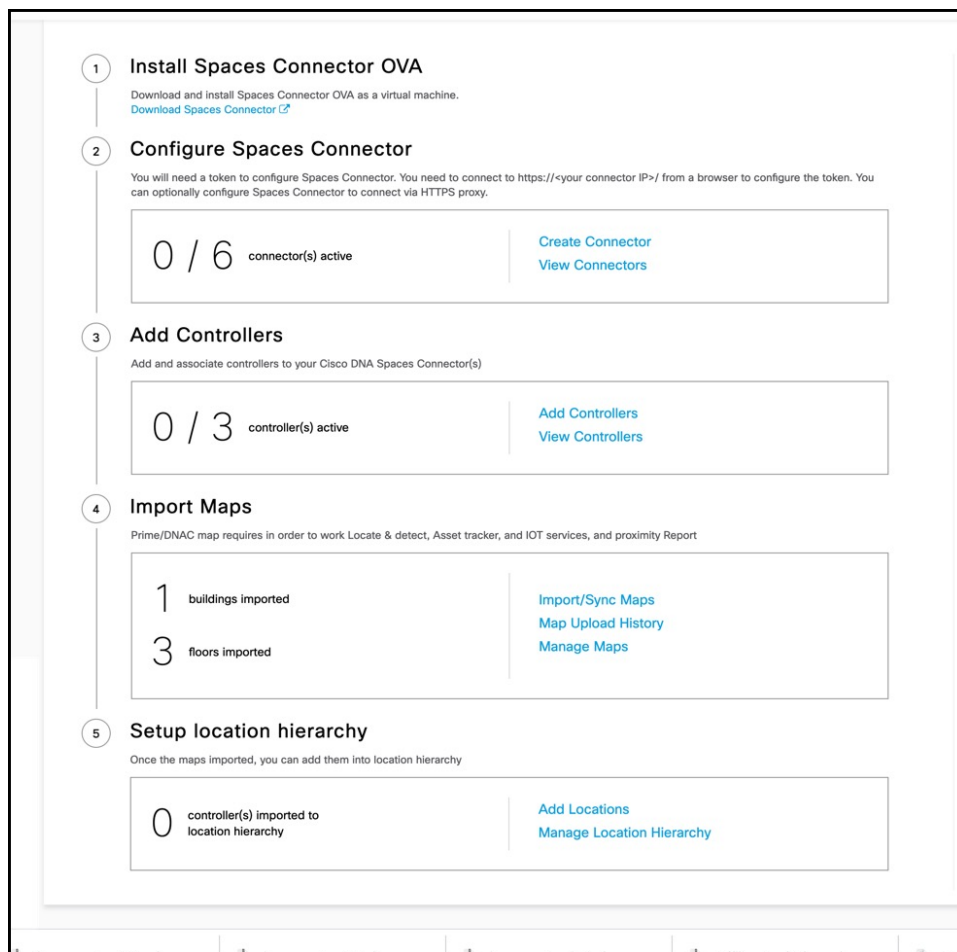 1
Install Spaces Connector OVA
Download and install Spaces Connector OVA as a virtual machine.
Download Spaces Connector
2
Configure Spaces Connector
You will need a token to configure Spaces Connector. You need to connect to https://<your connector IP>/ from a browser to configure the token. You
can optionally configure Spaces Connector to connect via HTTPS proxy.
0 / 6 connector(s) active
Create Connector
View Connectors
3
Add Controllers
Add and associate controllers to your Cisco DNA Spaces Connector(s)
0 / 3 controller(s) active
Add Controllers
View Controllers
4
Import Maps
Prime/DNAC map requires in order to work Locate & detect, Asset tracker, and IOT services, and proximity Report
1 buildings imported
3 floors imported
Import/Sync Maps
Map Upload History
Manage Maps
5
Setup location hierarchy
Once the maps imported, you can add them into location hierarchy
0 controller(s) imported to
location hierarchy
Add Locations
Manage Location Hierarchy